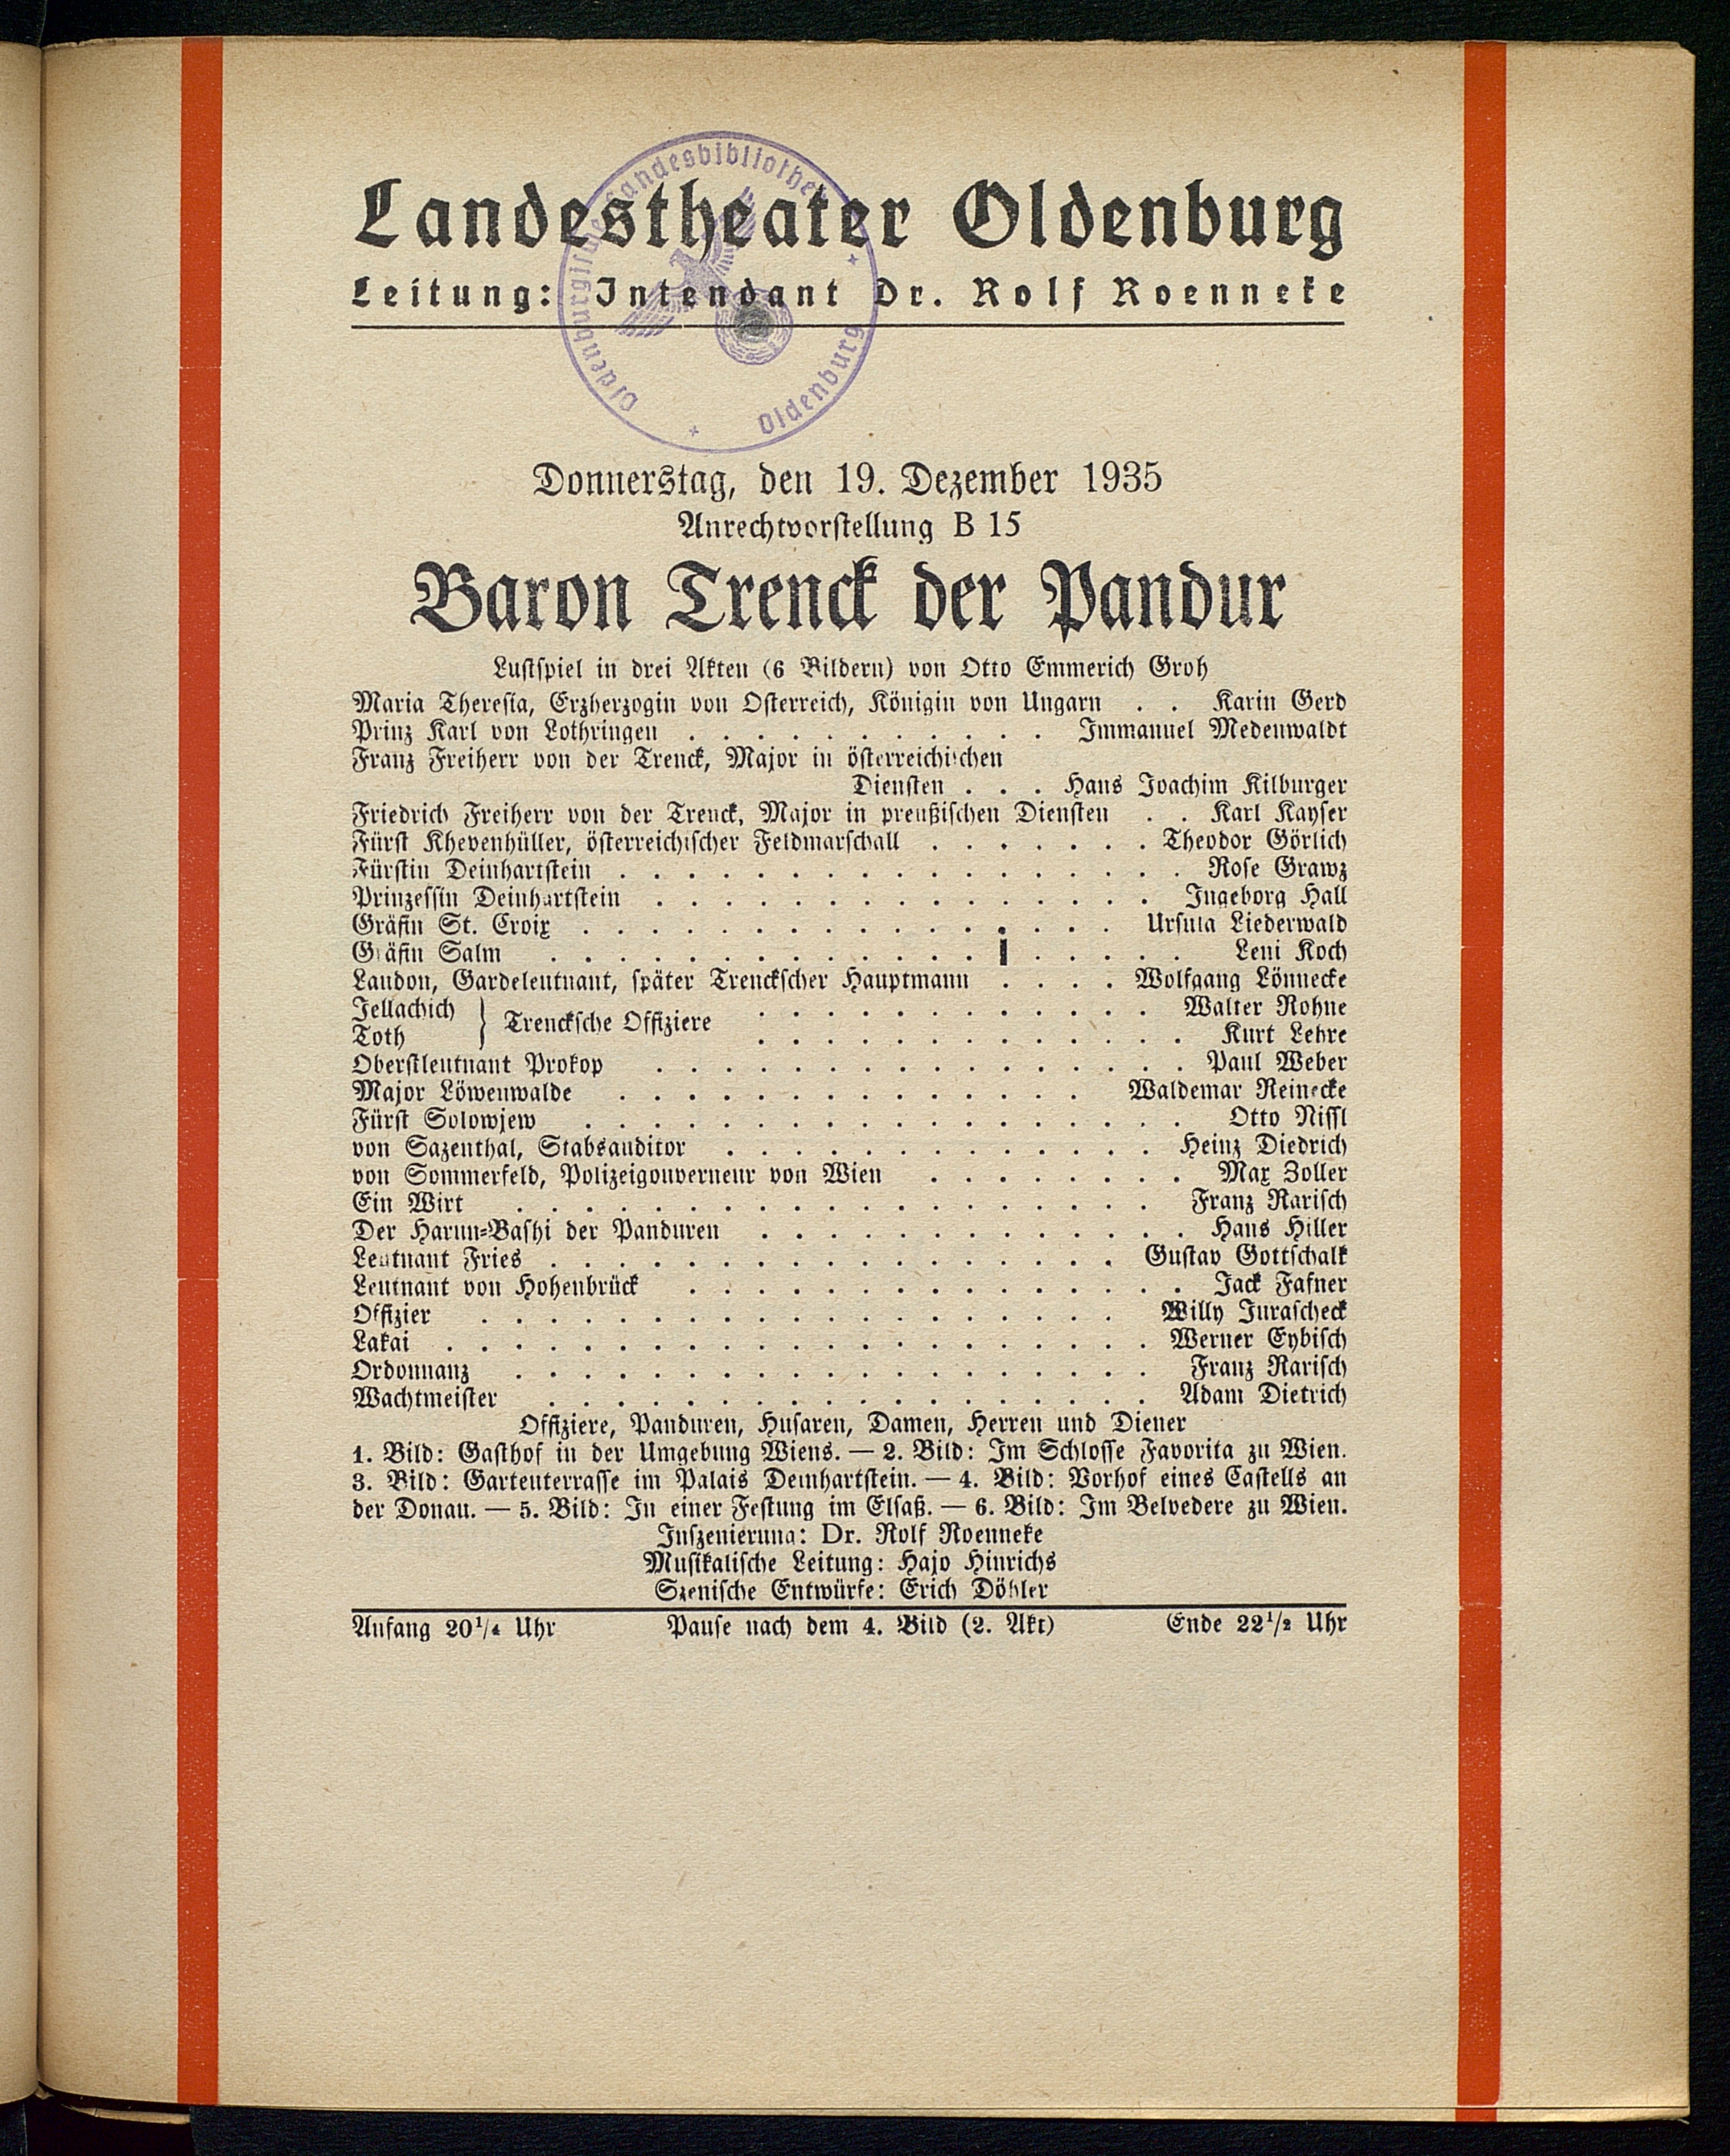 Landestheater Oldenburg
Leitung: Intendant Dr. Rolf Roenneke
Oldenburgische Landesbibliothek
Oldenburg
Donnerstag, den 19. Dezember 1935
Anrechtvorstellung B 15
Baron Trenck der Pandur
Lustspiel in drei Akten (6 Bildern) von Otto Emmerich Groh
Maria Theresia, Erzherzogin von Österreich, Königin von Ungarn . . Karin Gerd
Prinz Karl von Lothringen . . . . . . . . . . . Immanuel Medenwaldt
Franz Freiherr von der Trenck, Major in österreichischen
Diensten . . . Hans Joachim Kilburger
Friedrich Freiherr von der Trenck, Major in preußischen Diensten . . Karl Kayser
Fürst Khevenhüller, österreichischer Feldmarschall . . . . . . . Theodor Görlich
Fürstin Deinhartstein . . . . . . . . . . . . . . . . . Rose Grawz
Prinzessin Deinhartstein . . . . . . . . . . . . . . . Ingeborg Hall
Gräfin St. Croix . . . . . . . . . . . . . . . . Ursula Liederwald
Gräfin Salm . . . . . . . . . . . . . . . . . . . Leni Koch
Laudon, Gardeleutnant, später Trenckscher Hauptmann . . . . Wolfgang Lönnecke
Jellachich } Trencksche Offiziere . . . . . . . . . . . . Walter Rohne
Toth . . . . . . . . . . . . . Kurt Lehre
Oberstleutnant Prokop . . . . . . . . . . . . . . . . Paul Weber
Major Löwenwalde . . . . . . . . . . . . . . Waldemar Reinecke
Fürst Solowjew . . . . . . . . . . . . . . . . . . Otto Nissl
von Sazenthal, Stabsauditor . . . . . . . . . . . . . Heinz Diedrich
von Sommerfeld, Polizeigouverneur von Wien . . . . . . . . Max Zoller
Ein Wirt . . . . . . . . . . . . . . . . . . . Franz Rarisch
Der Harun-Bashi der Panduren . . . . . . . . . . . . . Hans Hiller
Leutnant Fries . . . . . . . . . . . . . . . . . Gustav Gottschalk
Leutnant von Hohenbrück . . . . . . . . . . . . . . . Jack Fafner
Offizier . . . . . . . . . . . . . . . . . . . Willy Jurascheck
Lakai . . . . . . . . . . . . . . . . . . . . . Werner Eybisch
Ordonnanz . . . . . . . . . . . . . . . . . . . Franz Rarisch
Wachtmeister . . . . . . . . . . . . . . . . . . Adam Dietrich
Offiziere, Panduren, Husaren, Damen, Herren und Diener
1. Bild: Gasthof in der Umgebung Wiens. — 2. Bild: Im Schlosse Favorita zu Wien.
3. Bild: Gartenterrasse im Palais Deinhartstein. — 4. Bild: Vorhof eines Castells an
der Donau. — 5. Bild: In einer Festung im Elsaß. — 6. Bild: Im Belvedere zu Wien.
Inszenierung: Dr. Rolf Roenneke
Musikalische Leitung: Hajo Hinrichs
Szenische Entwürfe: Erich Döhler
Anfang 20¼ Uhr Pause nach dem 4. Bild (2. Akt) Ende 22½ Uhr